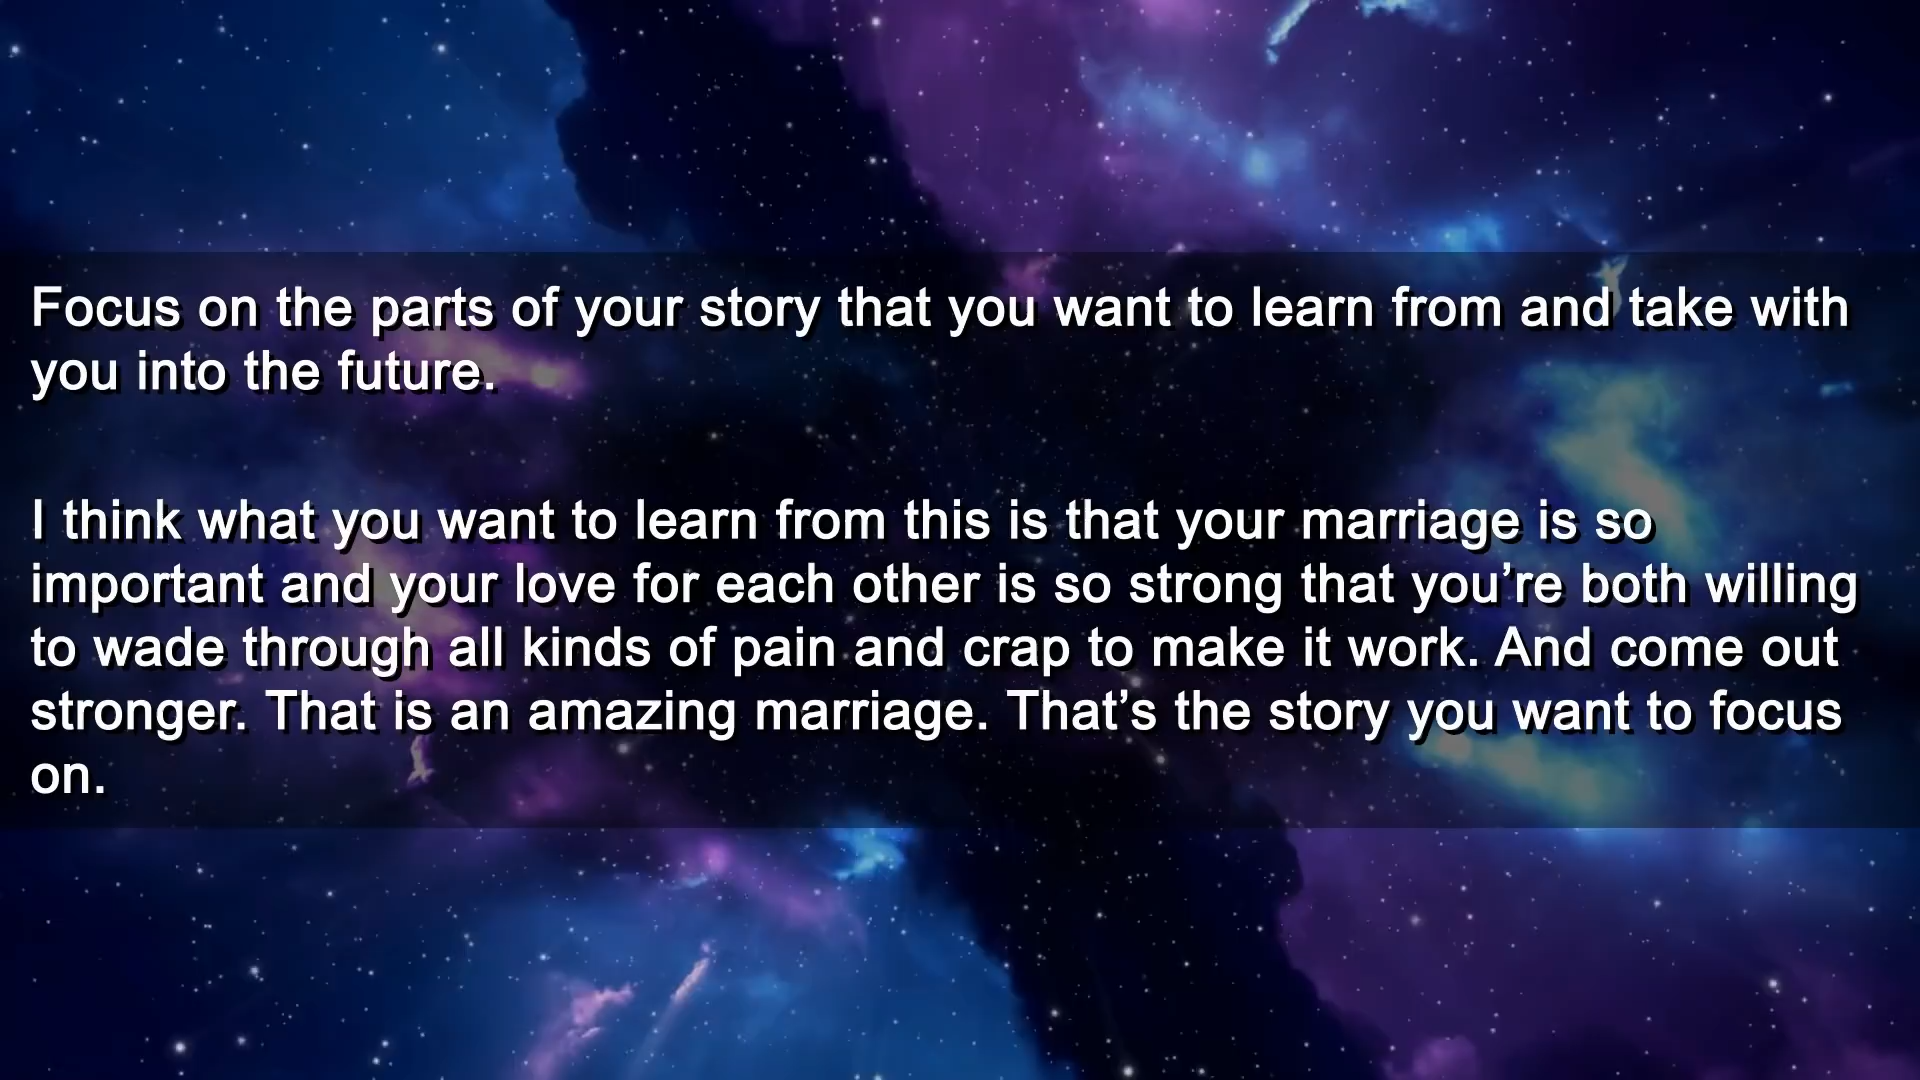 Focus on the parts of your story that you want to learn from and take with
you into the future.
I think what you want to learn from this is that your marriage is so
important and your love for each other is so strong that you’re both willing
to wade through all kinds of pain and crap to make it work. And come out
stronger. That is an amazing marriage. That’s the story you want to focus
on.